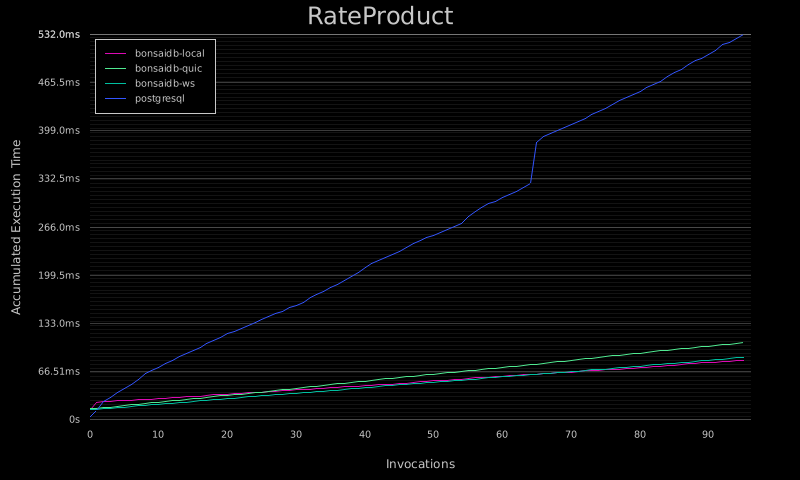 RateProduct
532.0ms
465.5ms
399.0ms
332.5ms
266.0ms
199.5ms
133.0ms
66.51ms
0s
bonsaidb-local
bonsaidb-quic
bonsaidb-ws
postgresql
Accumulated Execution Time
0 10 20 30 40 50 60 70 80 90
Invocations